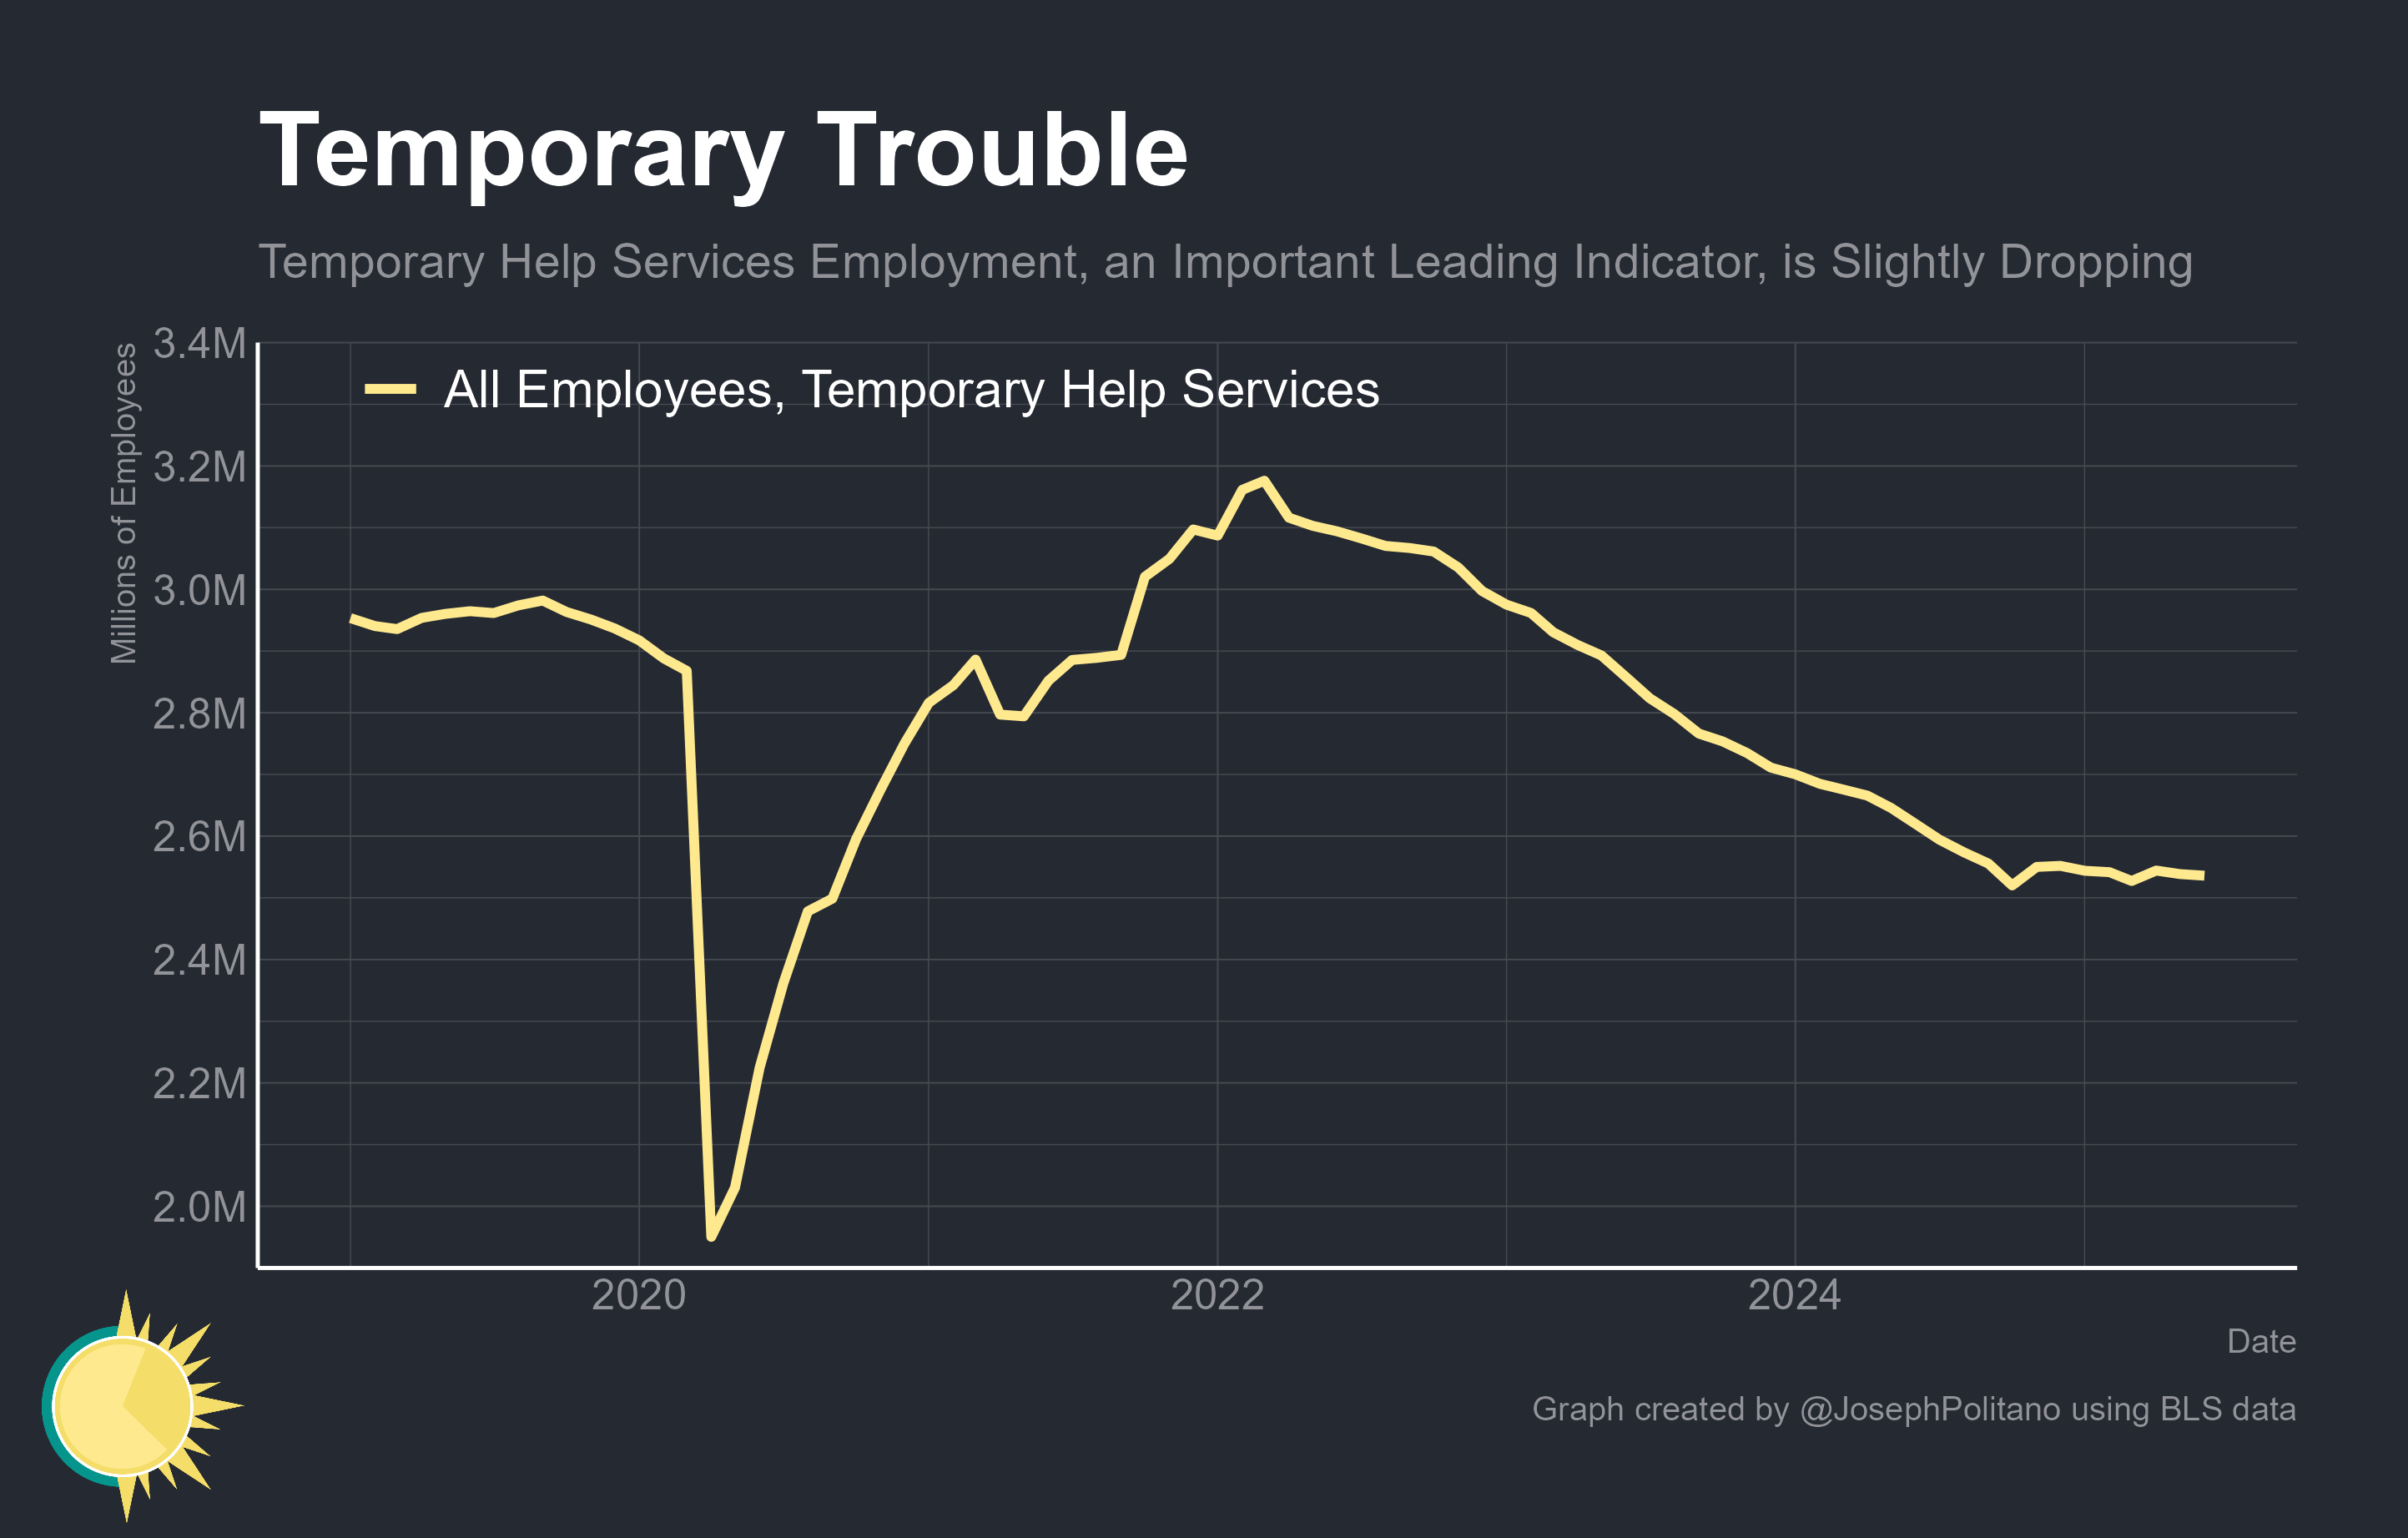 Temporary Trouble
Temporary Help Services Employment, an Important Leading Indicator, is Slightly Dropping
Millions of Employees
3.4M
All Employees, Temporary Help Services
3.2M
3.0M
2.8M
2.6M
2.4M
2.2M
2.0M
2020 2022 2024
Date
Graph created by @JosephPolitano using BLS data